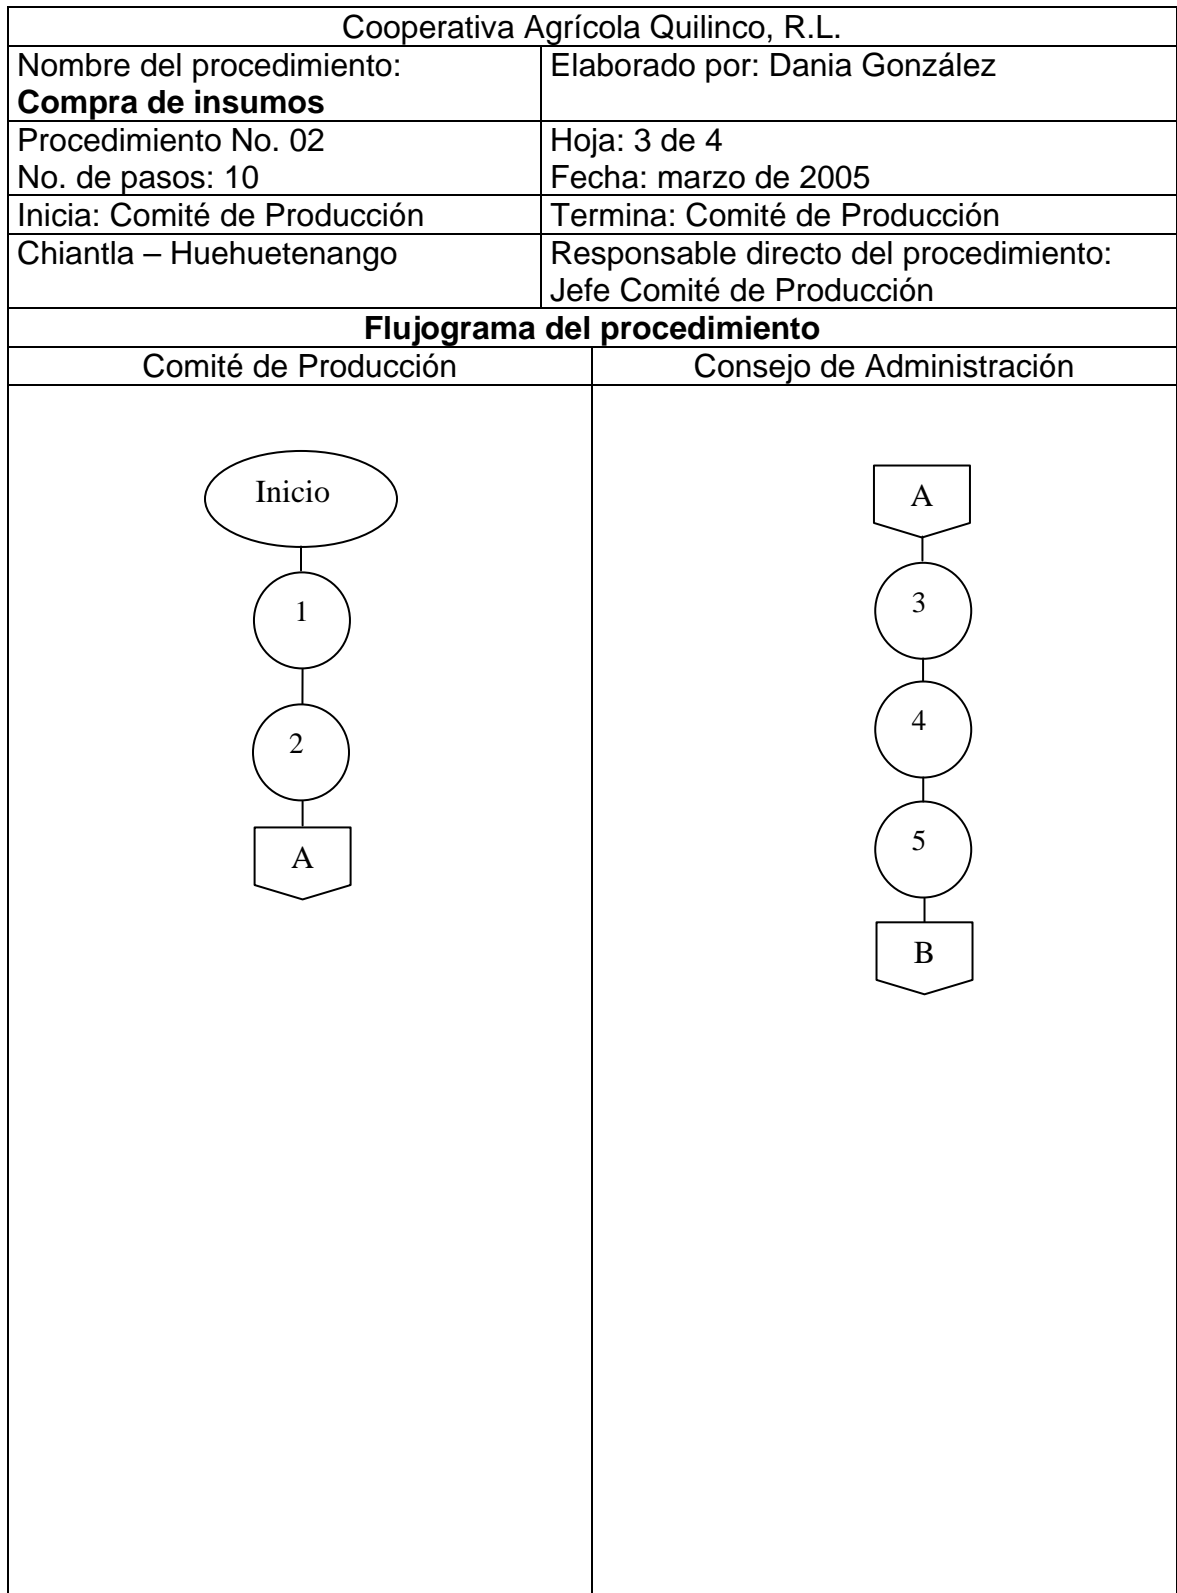 Cooperativa Agrícola Quilinco, R.L.
Nombre del procedimiento:
Compra de insumos
Elaborado por: Dania González
Procedimiento No. 02
No. de pasos: 10
Hoja: 3 de 4
Fecha: marzo de 2005
Inicia: Comité de Producción
Termina: Comité de Producción
Chiantla – Huehuetenango
Responsable directo del procedimiento:
Jefe Comité de Producción
Flujograma del procedimiento
Comité de Producción
Consejo de Administración
Inicio
1
2
A
A
3
4
5
B